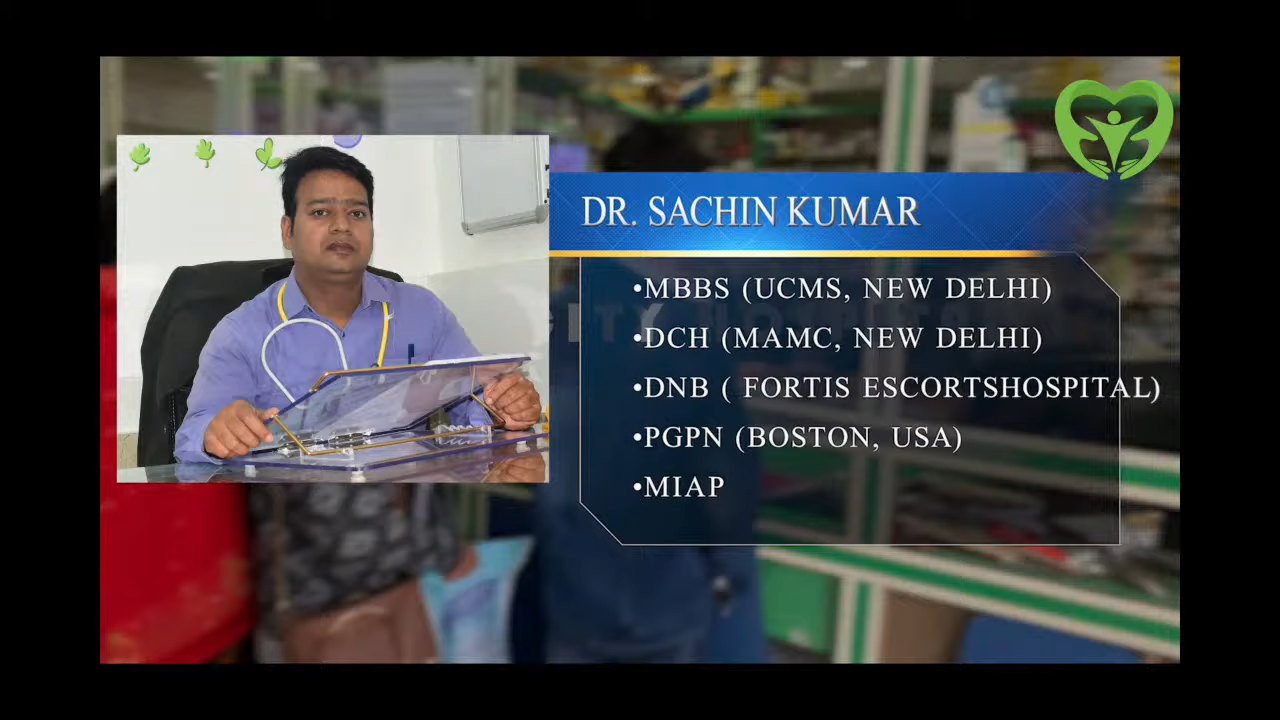 DR. SACHIN KUMAR
•MBBS (UCMS, NEW DELHI)
•DCH (MAMC, NEW DELHI)
•DNB ( FORTIS ESCORTSHOSPITAL)
•PGPN (BOSTON, USA)
•MIAP